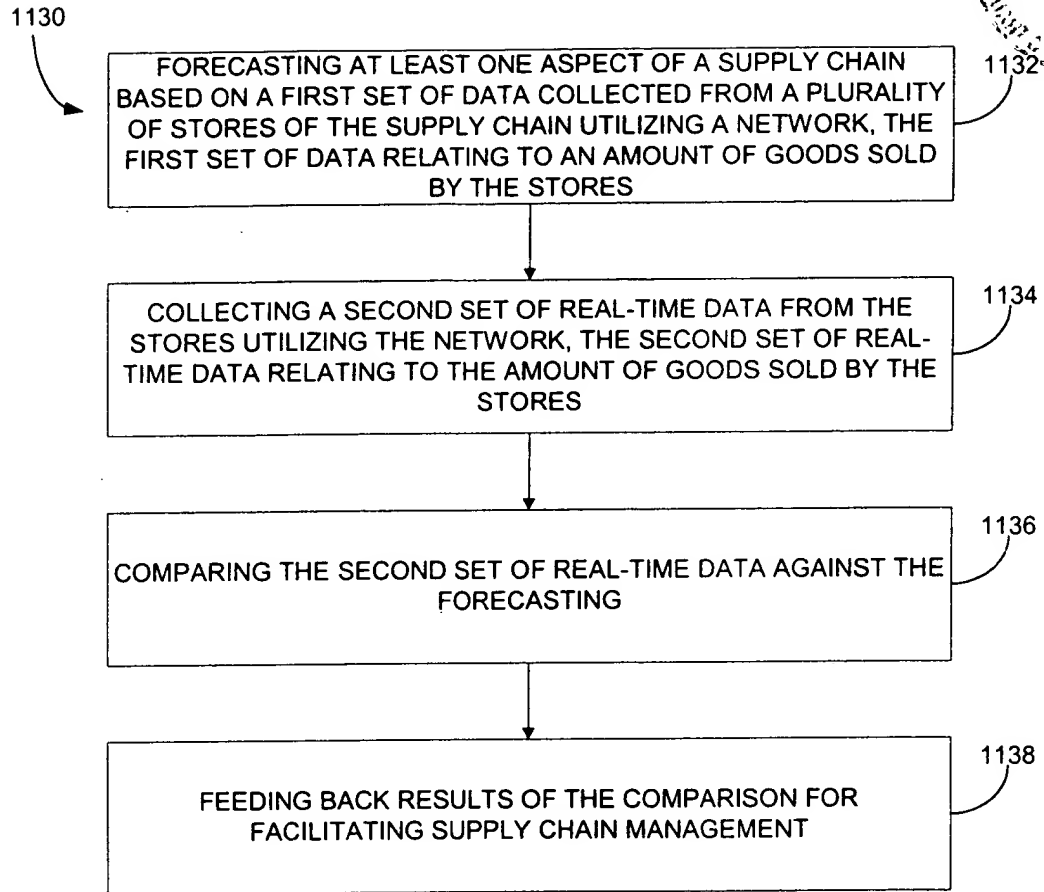 1130
FORECASTING AT LEAST ONE ASPECT OF A SUPPLY CHAIN
BASED ON A FIRST SET OF DATA COLLECTED FROM A PLURALITY
OF STORES OF THE SUPPLY CHAIN UTILIZING A NETWORK, THE
FIRST SET OF DATA RELATING TO AN AMOUNT OF GOODS SOLD
BY THE STORES
1132
COLLECTING A SECOND SET OF REAL-TIME DATA FROM THE
STORES UTILIZING THE NETWORK, THE SECOND SET OF REAL-
TIME DATA RELATING TO THE AMOUNT OF GOODS SOLD BY THE
STORES
1134
COMPARING THE SECOND SET OF REAL-TIME DATA AGAINST THE
FORECASTING
1136
FEEDING BACK RESULTS OF THE COMPARISON FOR
FACILITATING SUPPLY CHAIN MANAGEMENT
1138